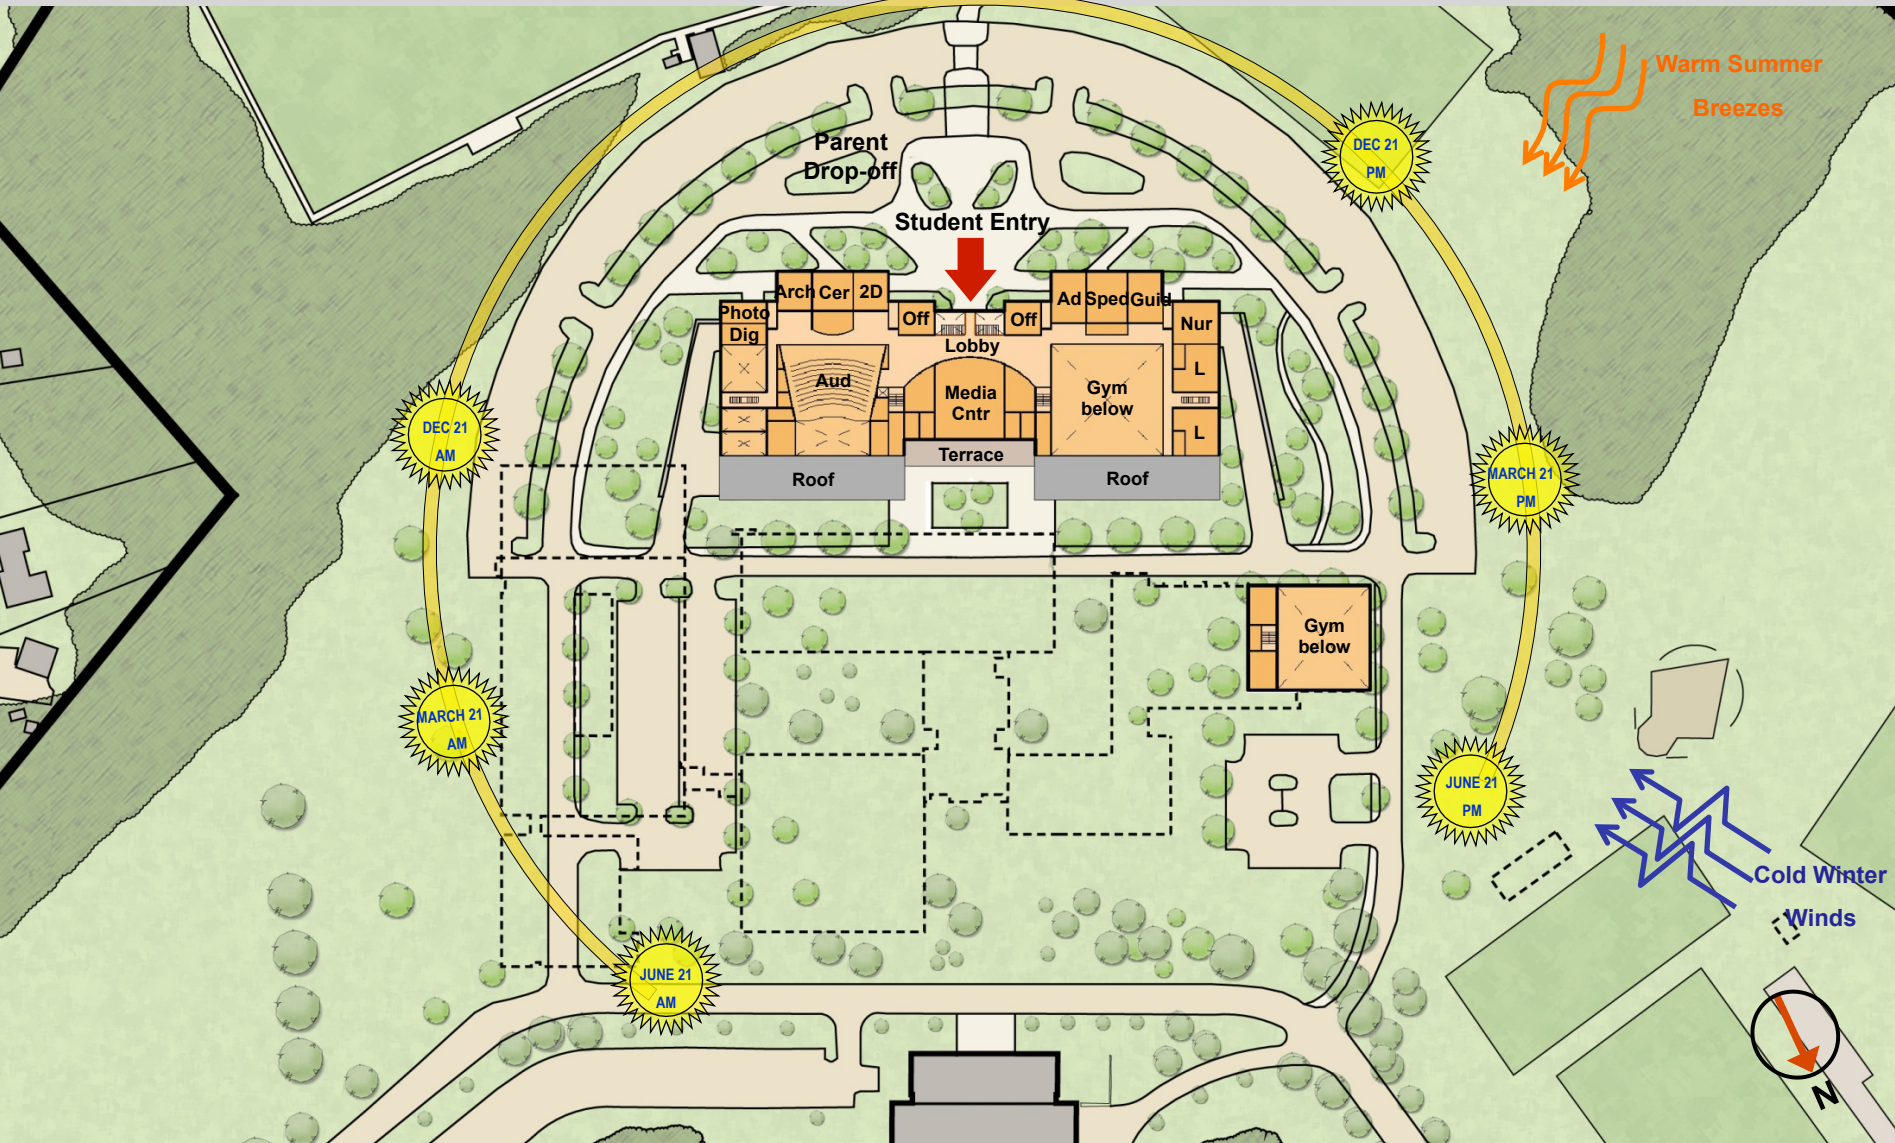 Warm Summer
Breezes
DEC 21
PM
Parent
Drop-off
Student Entry
Arch
Cer
2D
Ad
Sped
Guid
Photo
Dig
Off
Off
Nur
Lobby
L
Aud
Media
Cntr
Gym
below
L
Terrace
Roof
Roof
DEC 21
AM
MARCH 21
PM
Gym
below
MARCH 21
AM
JUNE 21
PM
Cold Winter
Winds
JUNE 21
AM
N